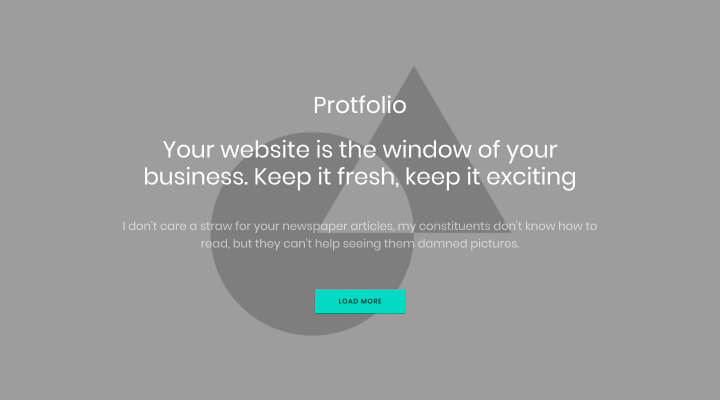 Protfolio
Your website is the window of your
business. Keep it fresh, keep it exciting
I don't care a straw for your newspaper articles, my constituents don't know how to
read, but they can't help seeing them damned pictures.
LOAD MORE